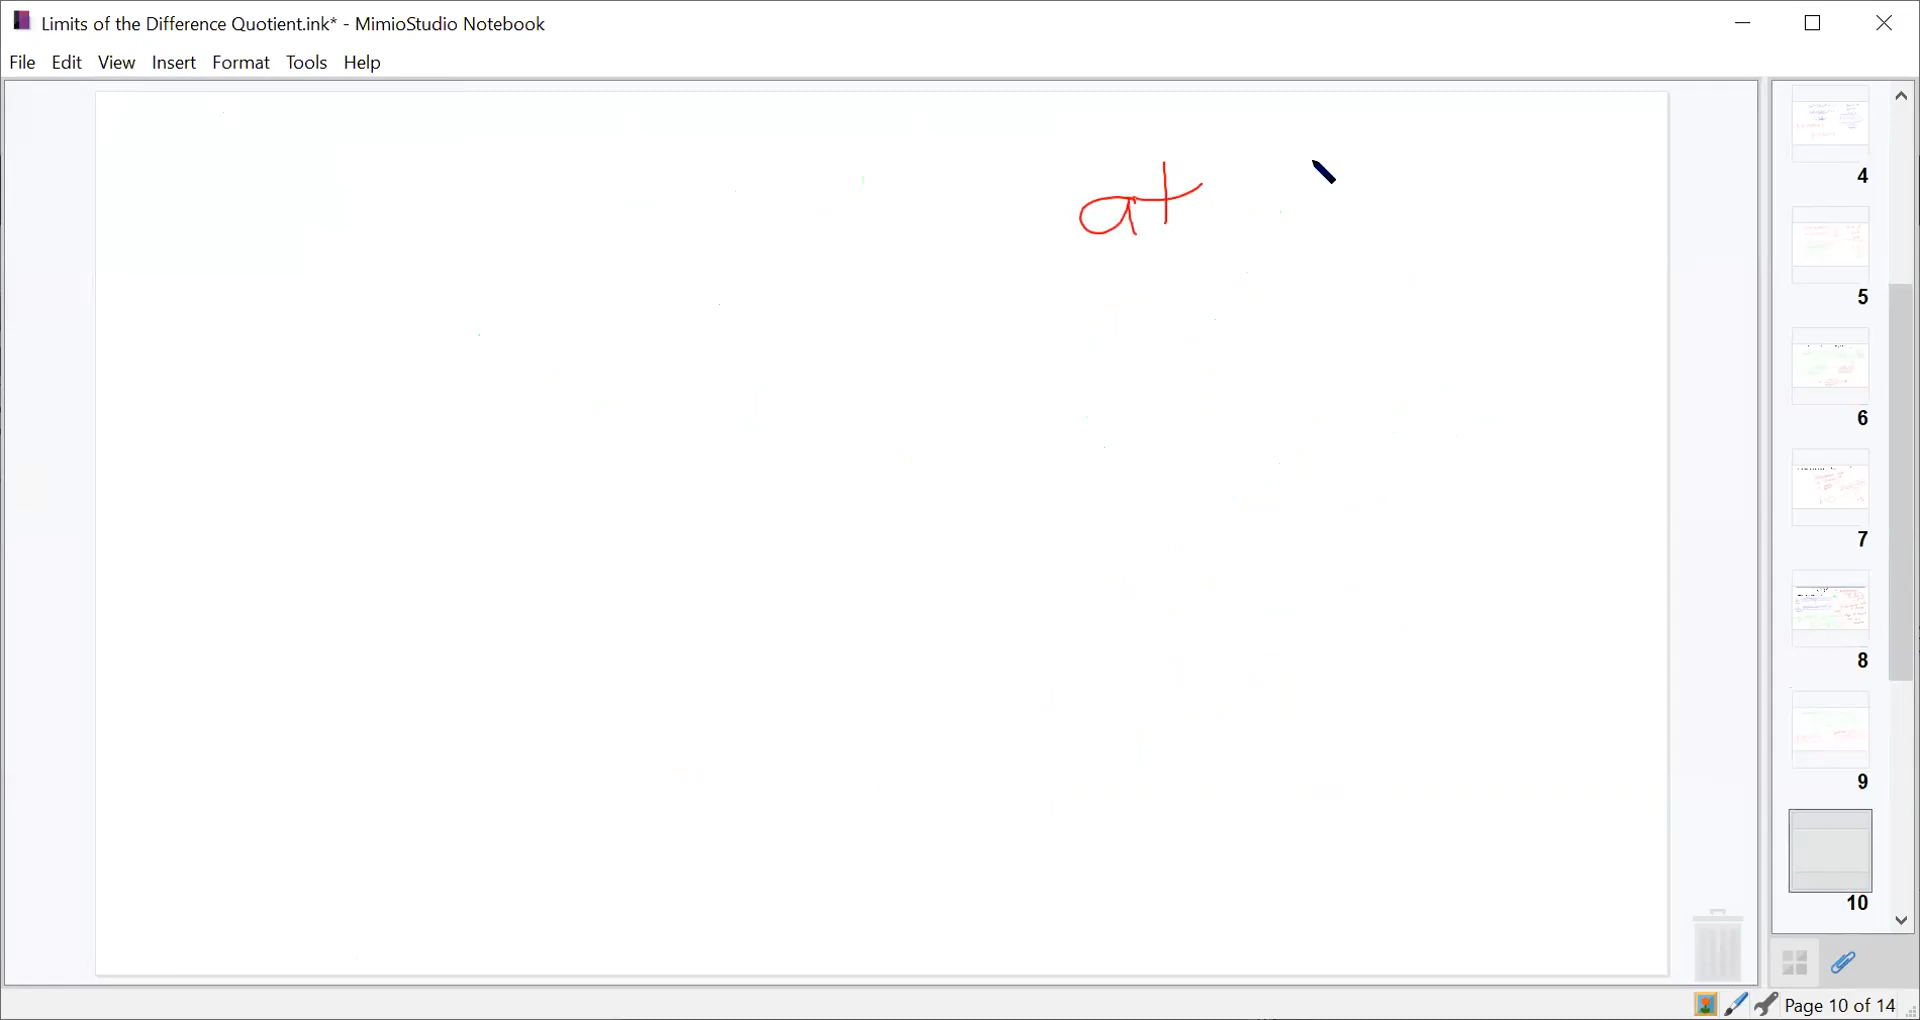 Limits of the Difference Quotient.ink* - MimioStudio Notebook
File Edit View Insert Format Tools Help
at
4
5
6
7
8
9
10
Page 10 of 14